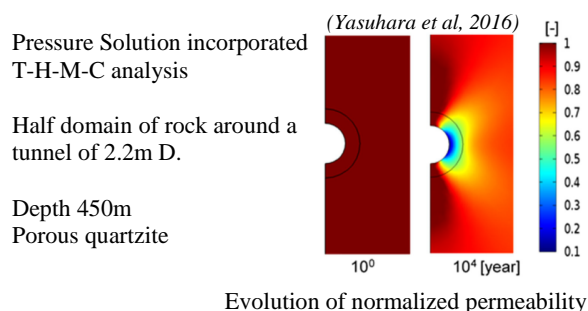 (Yasuhara et al, 2016)
Pressure Solution incorporated
T-H-M-C analysis
Half domain of rock around a
tunnel of 2.2m D.
Depth 450m
Porous quartzite
[-]
1
0.9
0.8
0.7
0.6
0.5
0.4
0.3
0.2
0.1
10⁰
10⁴ [year]
Evolution of normalized permeability